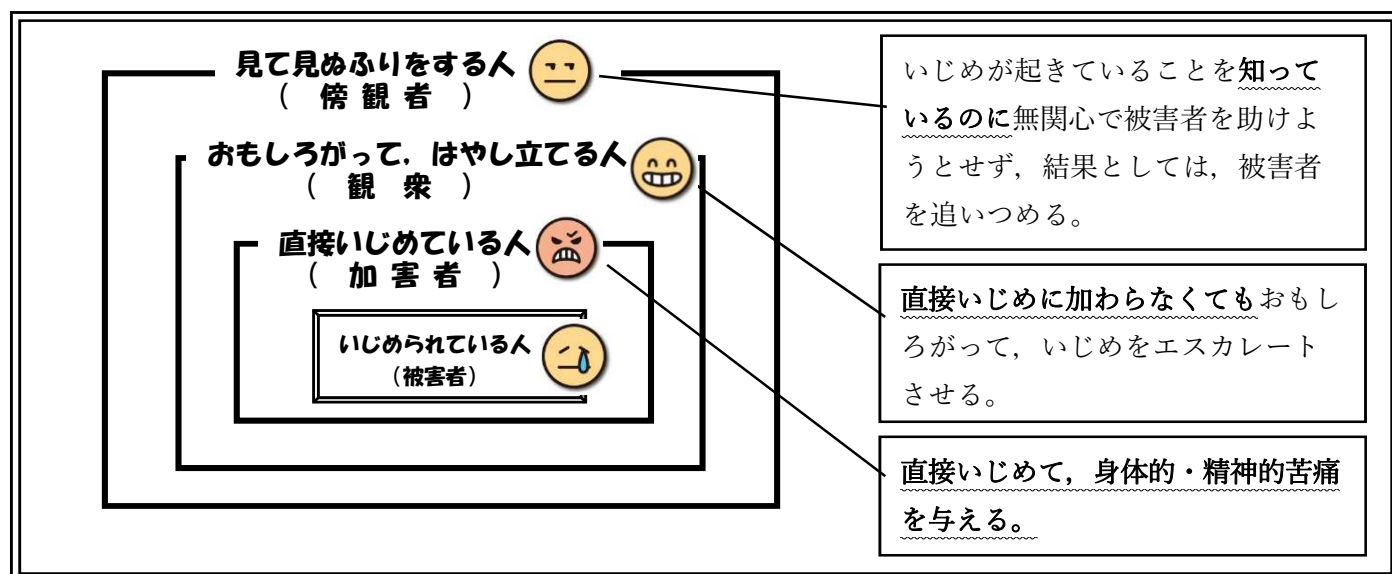 見て見ぬふりをする人
（ 傍 観 者 ）
おもしろがって，はやし立てる人
（ 観 衆 ）
直接いじめている人
（ 加 害 者 ）
いじめられている人
（被害者）
いじめが起きていることを知って
いるのに無関心で被害者を助けよ
うとせず，結果としては，被害者
を追いつめる。
直接いじめに加わらなくてもおもし
ろがって，いじめをエスカレート
させる。
直接いじめて，身体的・精神的苦痛
を与える。